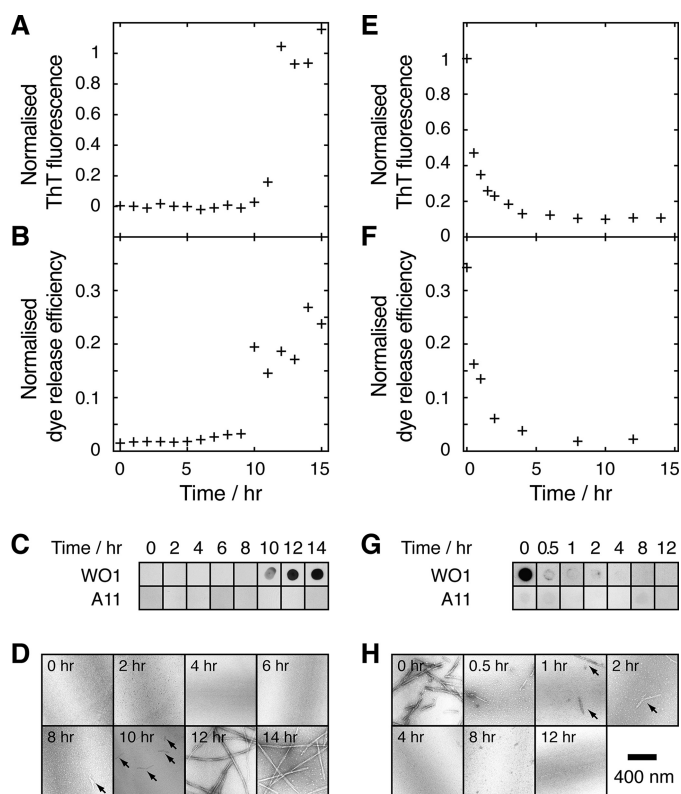 A
Normalised
ThT fluorescence
1
0.8
0.6
0.4
0.2
0
B
Normalised
dye release efficiency
0.3
0.2
0.1
0
0 5 10 15
Time / hr
C
Time / hr 0 2 4 6 8 10 12 14
WO1
A11
D
0 hr 2 hr 4 hr 6 hr
8 hr 10 hr 12 hr 14 hr
E
Normalised
ThT fluorescence
1
0.8
0.6
0.4
0.2
0
F
Normalised
dye release efficiency
0.3
0.2
0.1
0
0 5 10 15
Time / hr
G
Time / hr 0 0.5 1 2 4 8 12
WO1
A11
H
0 hr 0.5 hr 1 hr 2 hr
4 hr 8 hr 12 hr
400 nm